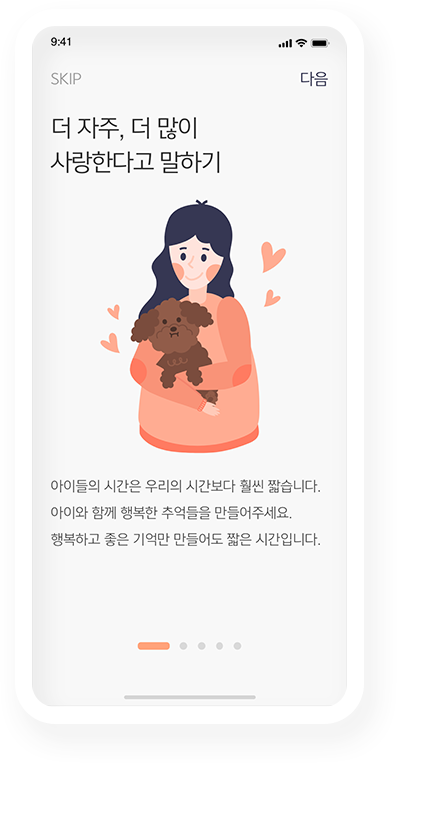 9:41
SKIP
다음
더 자주, 더 많이
사랑한다고 말하기
아이들의 시간은 우리의 시간보다 훨씬 짧습니다.
아이와 함께 행복한 추억들을 만들어주세요.
행복하고 좋은 기억만 만들어도 짧은 시간입니다.